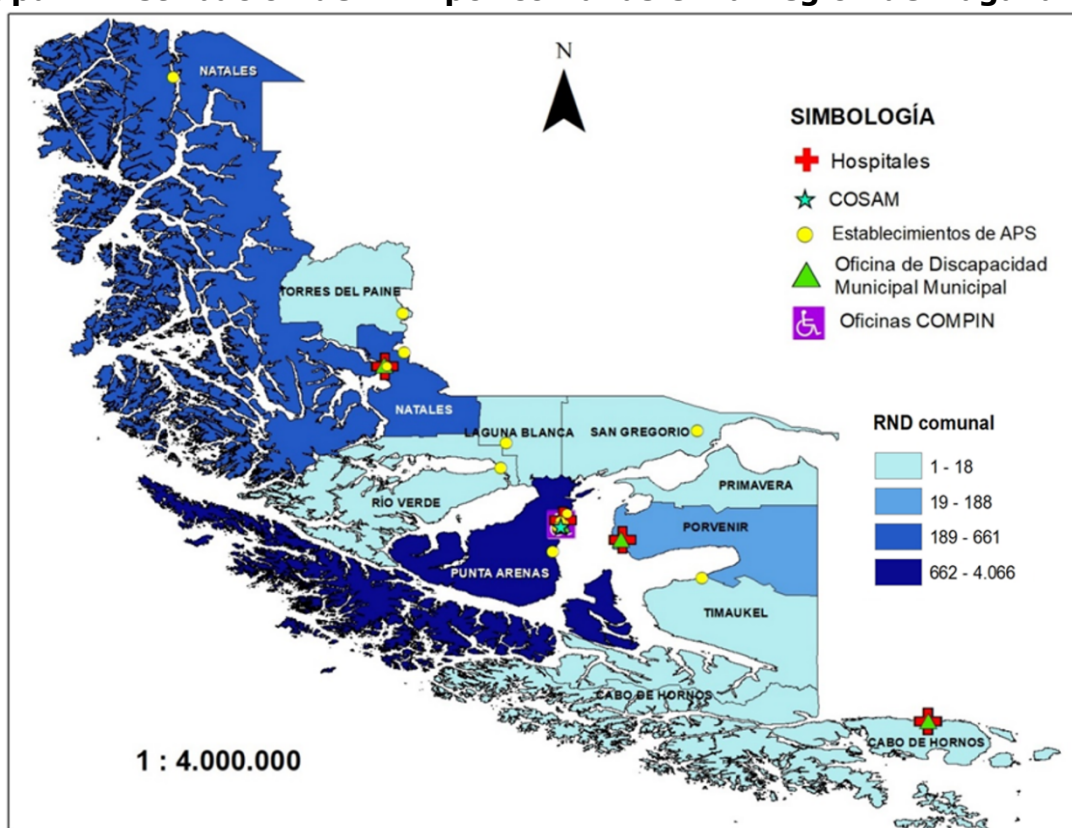 N
NATALES
SIMBOLOGÍA
Hospitales
COSAM
Establecimientos de APS
Oficina de Discapacidad
Municipal Municipal
Oficinas COMPIN
TORRES DEL PAINE
NATALES
LAGUNA BLANCA
SAN GREGORIO
RND comunal
1 - 18
19 - 188
189 - 661
662 - 4.066
PRIMAVERA
RÍO VERDE
PORVENIR
PUNTA ARENAS
TIMAUKEL
CABO DE HORNOS
CABO DE HORNOS
1 : 4.000.000